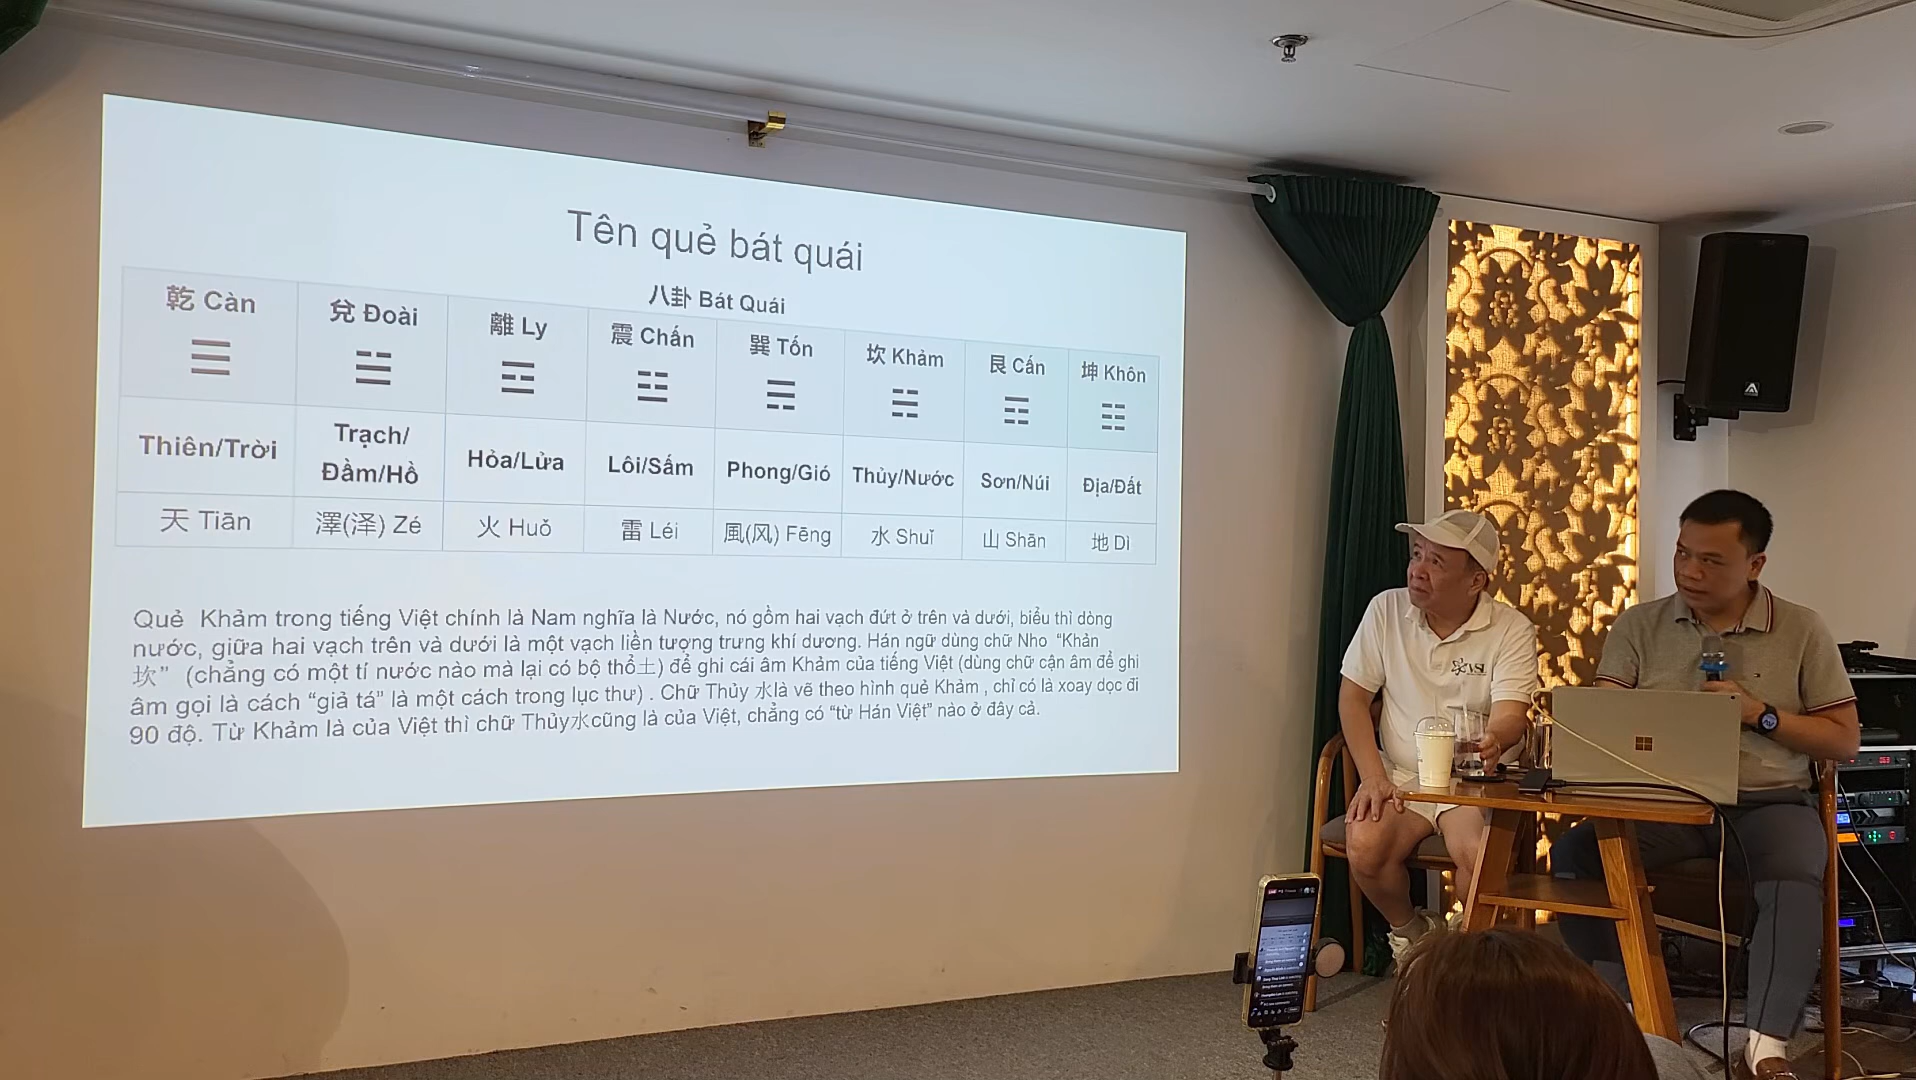 Tên quẻ bát quái
八卦 Bát Quái
乾 Càn 兌 Đoài 離 Ly 震 Chấn 巽 Tốn 坎 Khảm 艮 Cấn 坤 Khôn
☰ ☱ ☲ ☳ ☴ ☵ ☶ ☷
Thiên/Trời Trạch/ Đầm/Hồ Hỏa/Lửa Lôi/Sấm Phong/Gió Thủy/Nước Sơn/Núi Địa/Đất
天 Tiān 澤(泽) Zé 火 Huǒ 雷 Léi 風(风) Fēng 水 Shuǐ 山 Shān 地 Dì
Quẻ Khảm trong tiếng Việt chính là Nam nghĩa là Nước, nó gồm hai vạch đứt ở trên và dưới, biểu thì dòng
nước, giữa hai vạch trên và dưới là một vạch liền tượng trưng khí dương. Hán ngữ dùng chữ Nho “Khản
坎” (chẳng có một tí nước nào mà lại có bộ thổ土) để ghi cái âm Khảm của tiếng Việt (dùng chữ cận âm để ghi
âm gọi là cách “giả tá” là một cách trong lục thư) . Chữ Thủy 水là vẽ theo hình quẻ Khảm , chỉ có là xoay dọc đi
90 độ. Từ Khảm là của Việt thì chữ Thủy水cũng là của Việt, chẳng có “từ Hán Việt” nào ở đây cả.
VSL